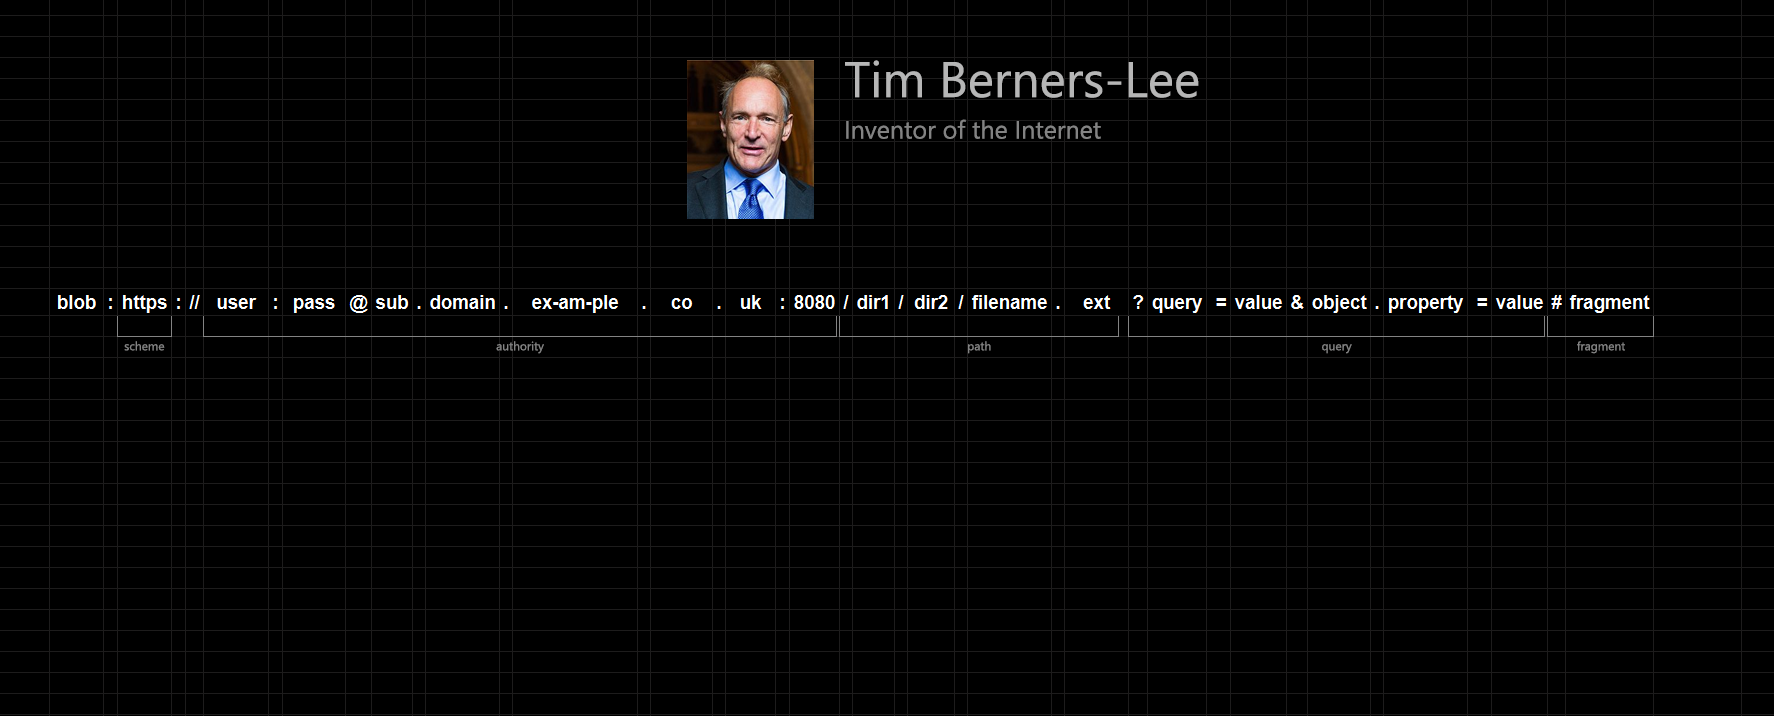 Tim Berners-Lee
Inventor of the Internet
blob : https : // user : pass @ sub . domain . ex-am-ple . co . uk : 8080 / dir1 / dir2 / filename . ext ? query = value & object . property = value # fragment
scheme authority path query fragment